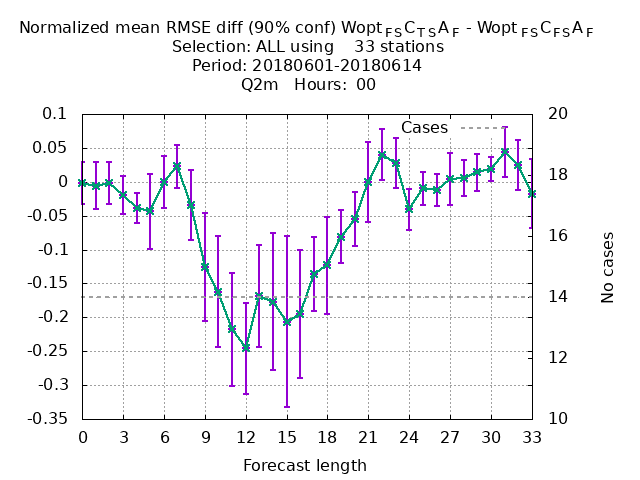 Normalized mean RMSE diff (90% conf) Wopt FS C T S A F - Wopt FS C FS A F
Selection: ALL using 33 stations
Period: 20180601-20180614
Q2m Hours: 00
0.1
0.05
0
-0.05
-0.1
-0.15
-0.2
-0.25
-0.3
-0.35
Cases
20
18
16
14
12
10
No cases
0 3 6 9 12 15 18 21 24 27 30 33
Forecast length